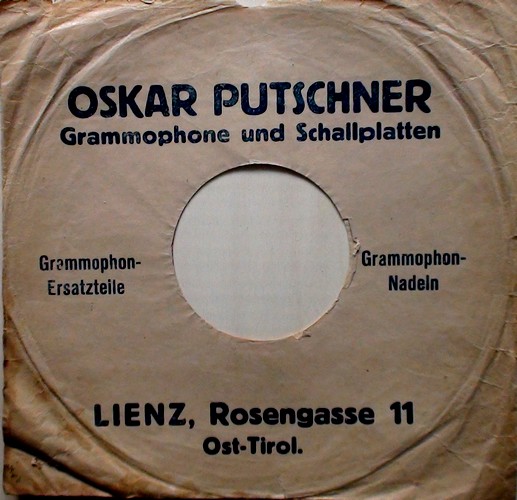 OSKAR PUTSCHNER
Grammophone und Schallplatten
Grammophon-
Ersatzteile
Grammophon-
Nadeln
LIENZ, Rosengasse 11
Ost-Tirol.